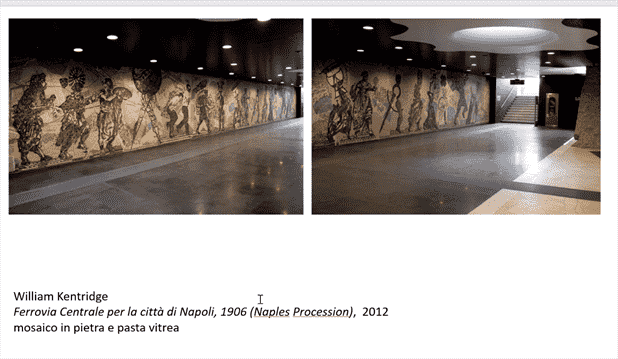 William Kentridge
Ferrovia Centrale per la città di Napoli, 1906 (Naples Procession), 2012
mosaico in pietra e pasta vitrea